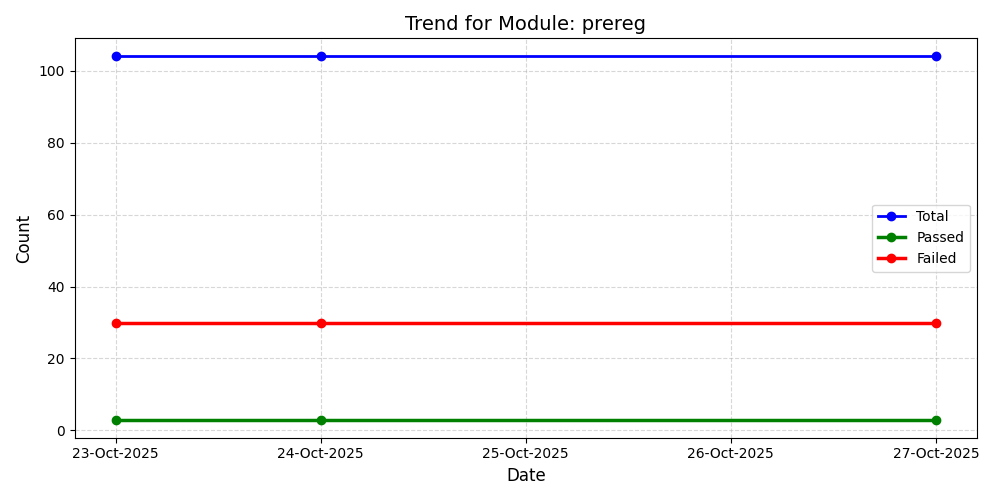 Trend for Module: prereg
Count
100
80
60
40
20
0
Total
Passed
Failed
23-Oct-2025 24-Oct-2025 25-Oct-2025 26-Oct-2025 27-Oct-2025
Date